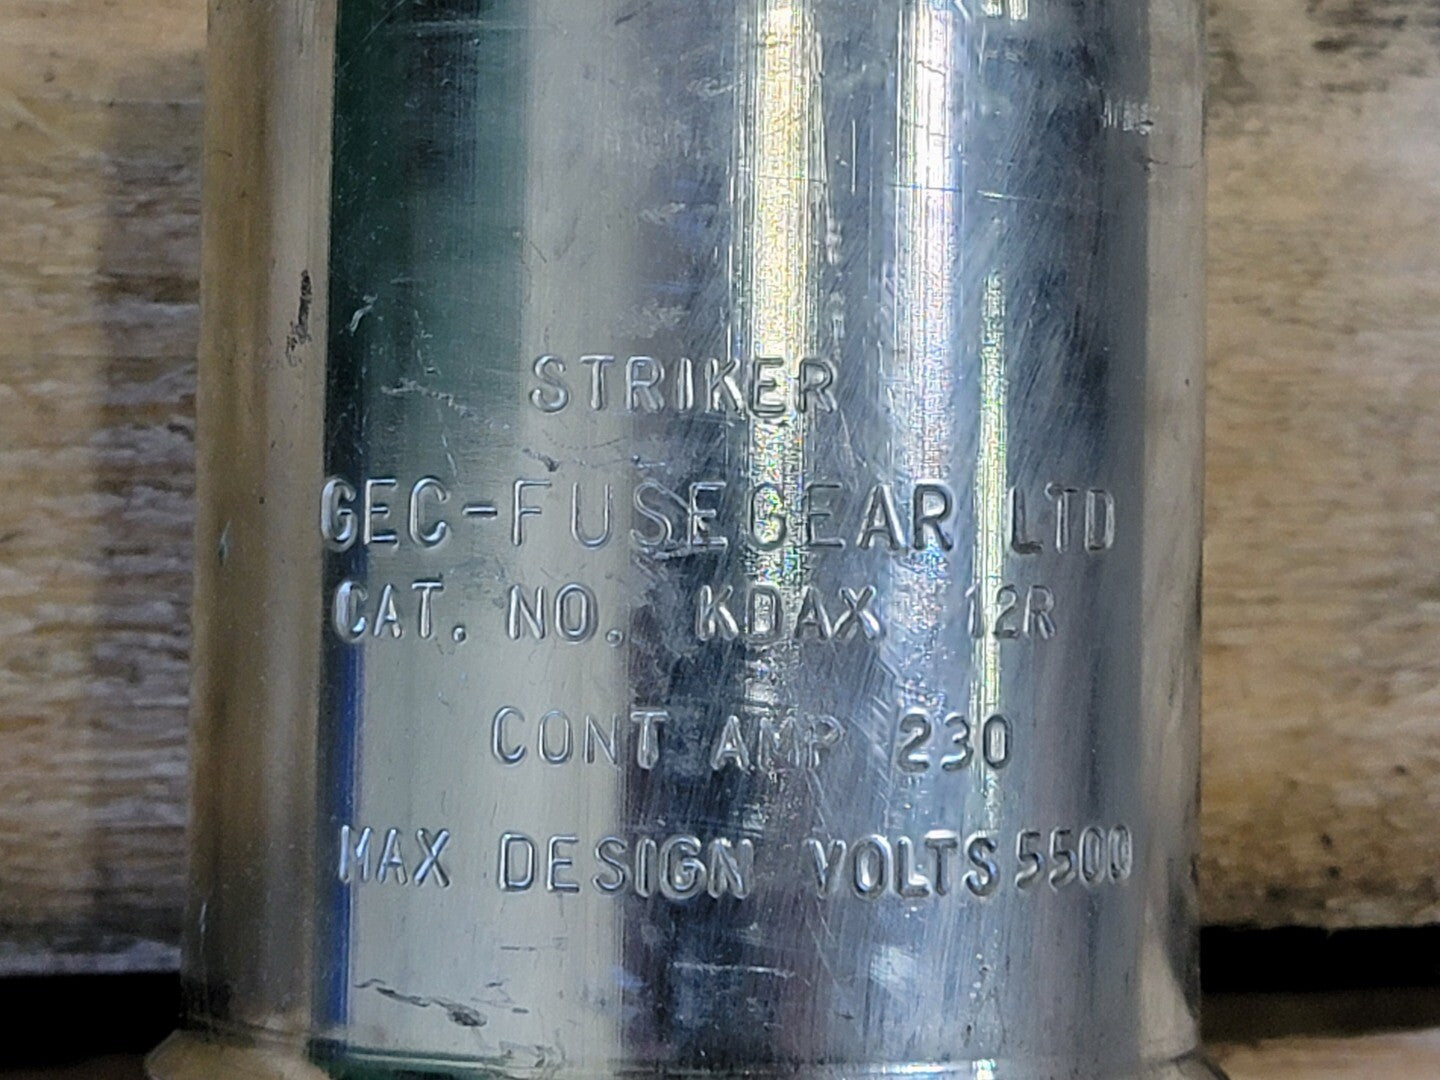 STRIKER
GEC-FUSEGEAR LTD
CAT. NO. KDAX 12R
CONT AMP 230
MAX DESIGN VOLTS 5500